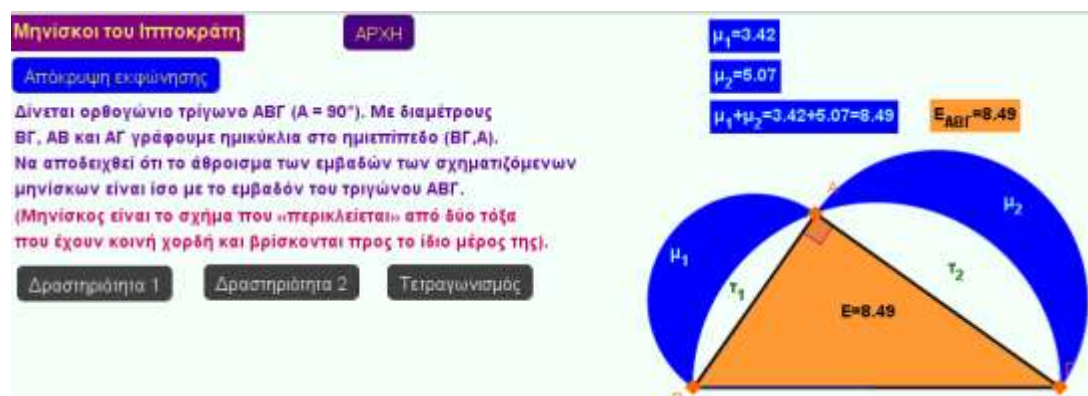 Μηνίσκοι του Ιπποκράτη
ΑΡΧΗ
Απόκρυψη εκφώνησης
Δίνεται ορθογώνιο τρίγωνο ΑΒΓ (Α = 90°). Με διαμέτρους
ΒΓ, ΑΒ και ΑΓ γράφουμε ημικύκλια στο ημιεπίπεδο (ΒΓ,Α).
Να αποδειχθεί ότι το άθροισμα των εμβαδών των σχηματιζόμενων
μηνίσκων είναι ίσο με το εμβαδόν του τριγώνου ΑΒΓ.
(Μηνίσκος είναι το σχήμα που «περικλείεται» από δύο τόξα
που έχουν κοινή χορδή και βρίσκονται προς το ίδιο μέρος της).
Δραστηριότητα 1
Δραστηριότητα 2
Τετραγωνισμός
μ₁=3.42
μ₂=5.07
μ₁+μ₂=3.42+5.07=8.49
Ε_ΑΒΓ=8.49
Α
μ₁
μ₂
τ₁
τ₂
Ε=8.49